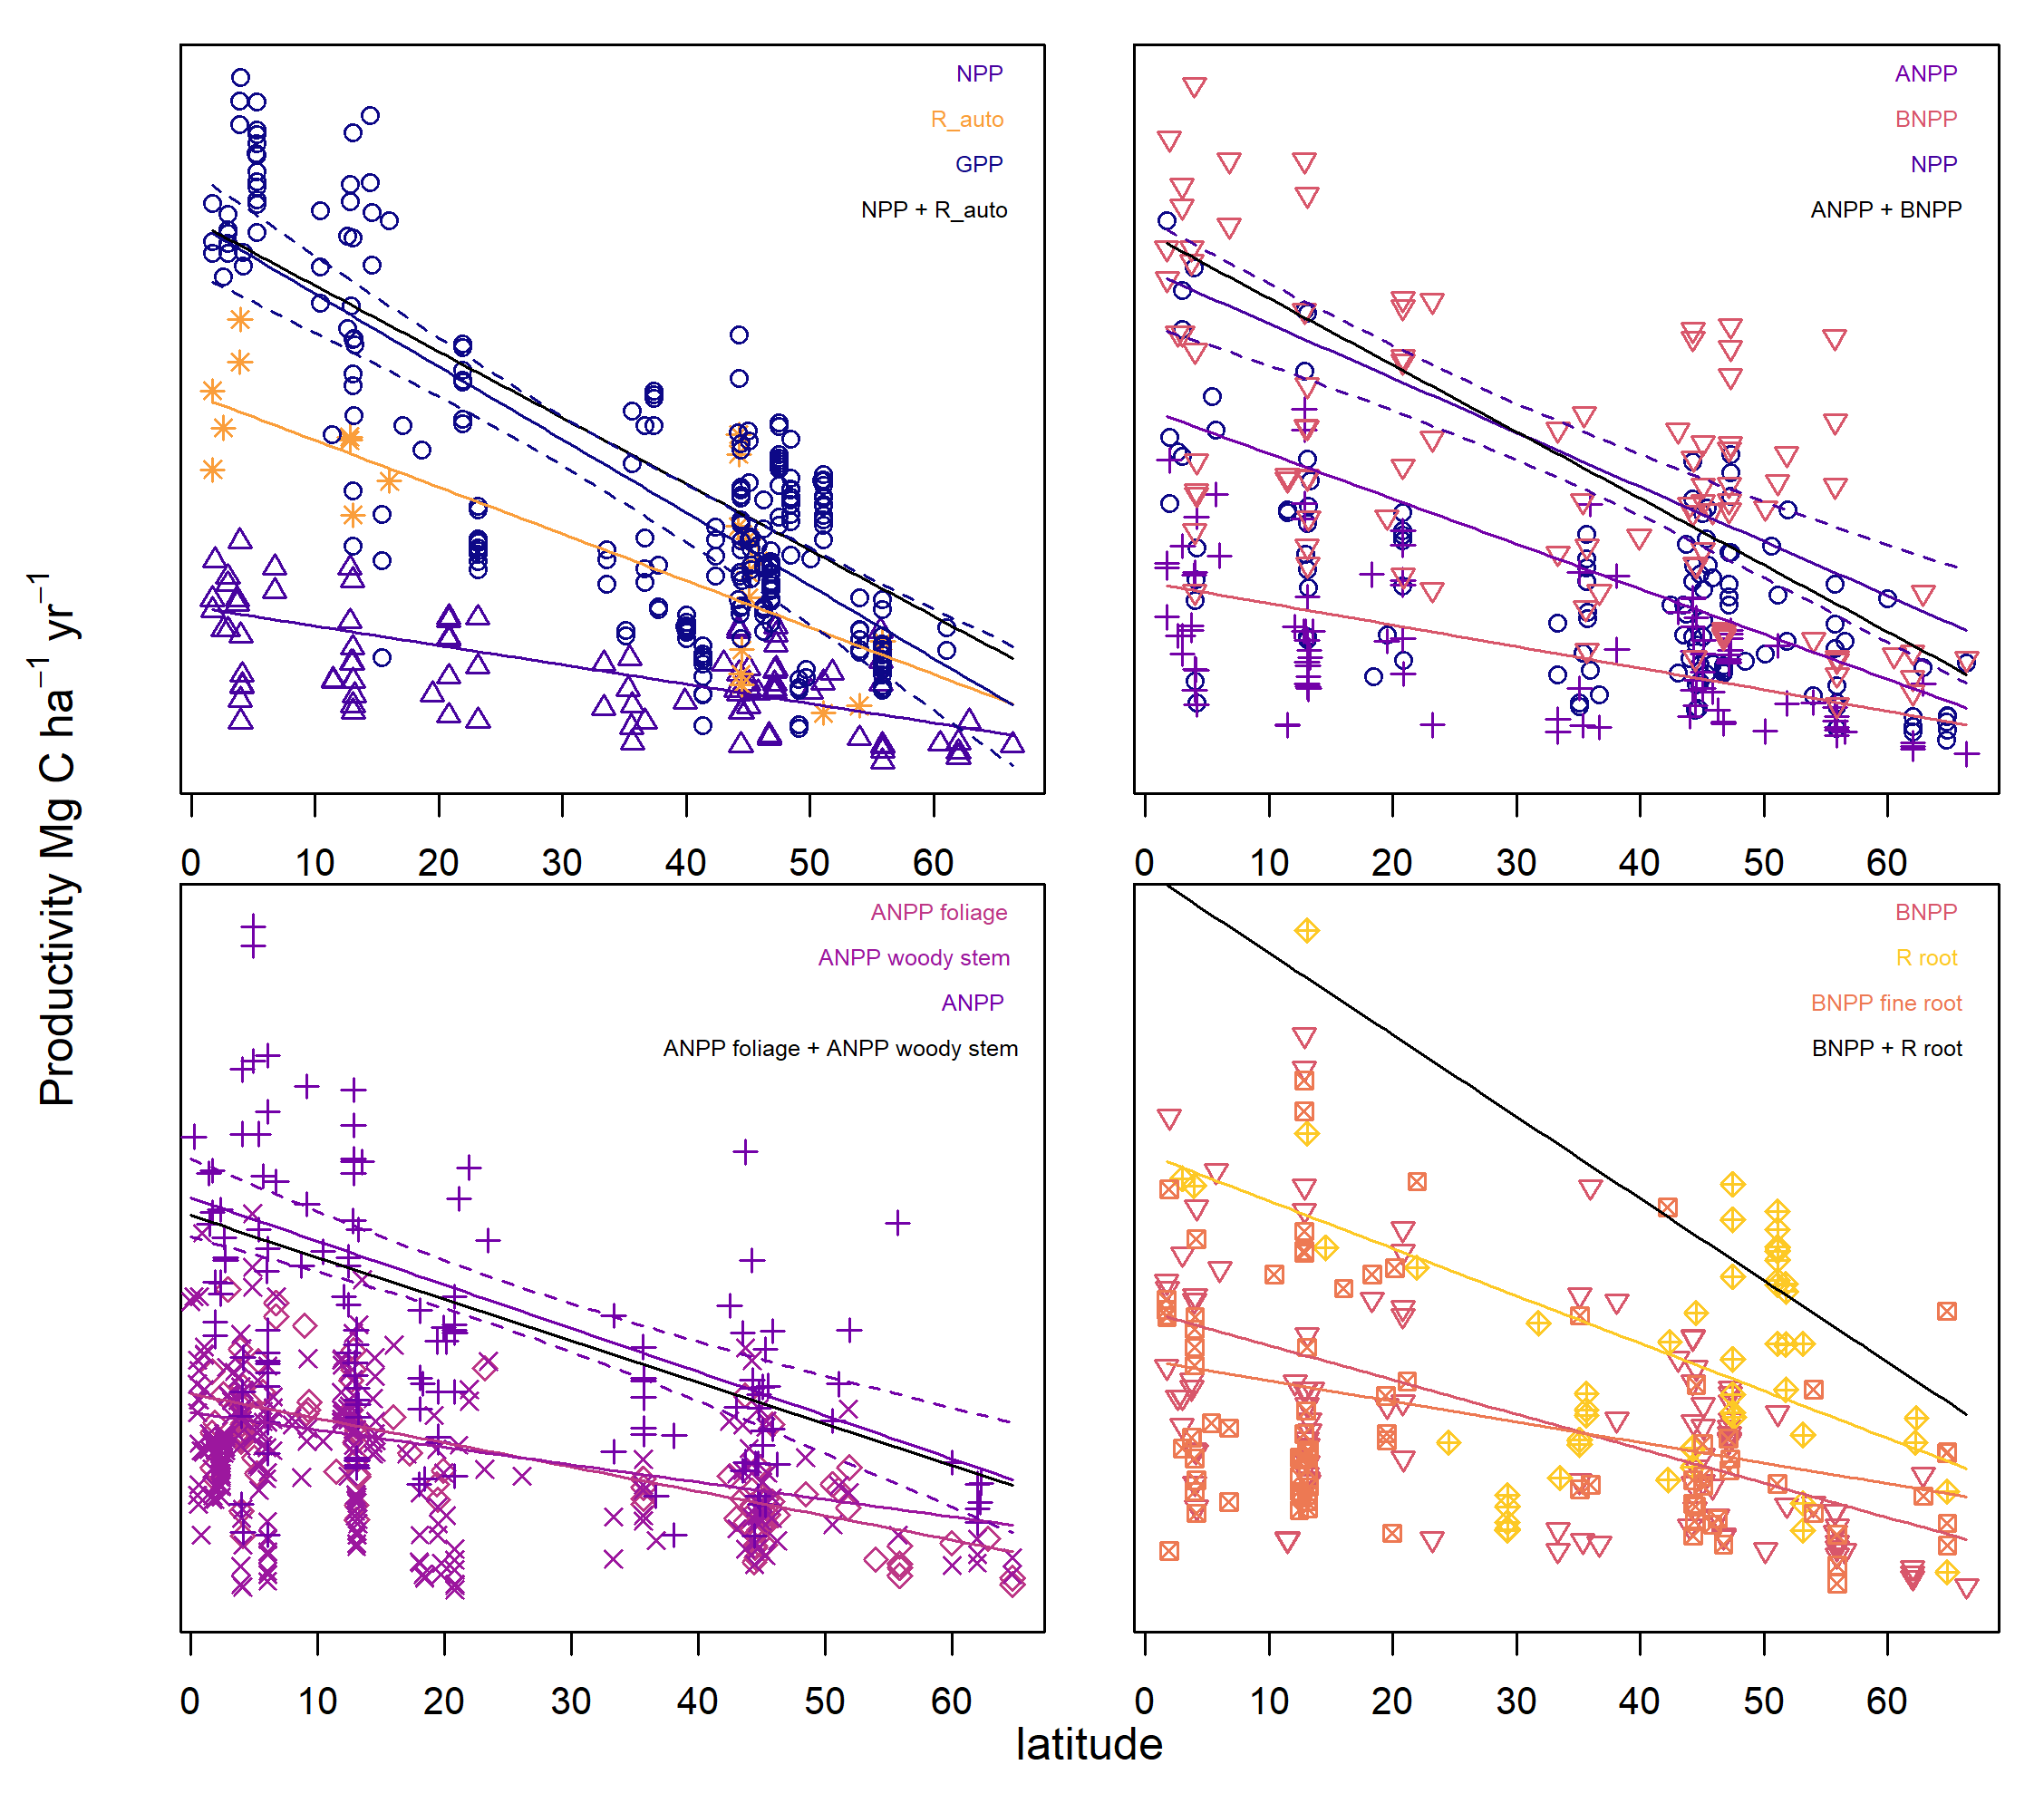 Productivity Mg C ha⁻¹ yr⁻¹
NPP
R_auto
GPP
NPP + R_auto
0 10 20 30 40 50 60
ANPP
BNPP
NPP
ANPP + BNPP
0 10 20 30 40 50 60
ANPP foliage
ANPP woody stem
ANPP
ANPP foliage + ANPP woody stem
0 10 20 30 40 50 60
BNPP
R root
BNPP fine root
BNPP + R root
0 10 20 30 40 50 60
latitude